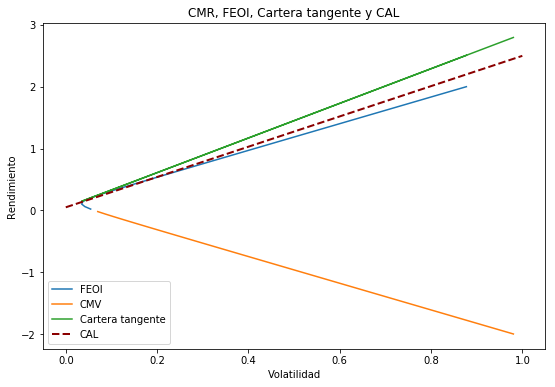 CMR, FEOI, Cartera tangente y CAL
Rendimiento
3
2
1
0
−1
−2
FEOI
CMV
Cartera tangente
CAL
0.0 0.2 0.4 0.6 0.8 1.0
Volatilidad